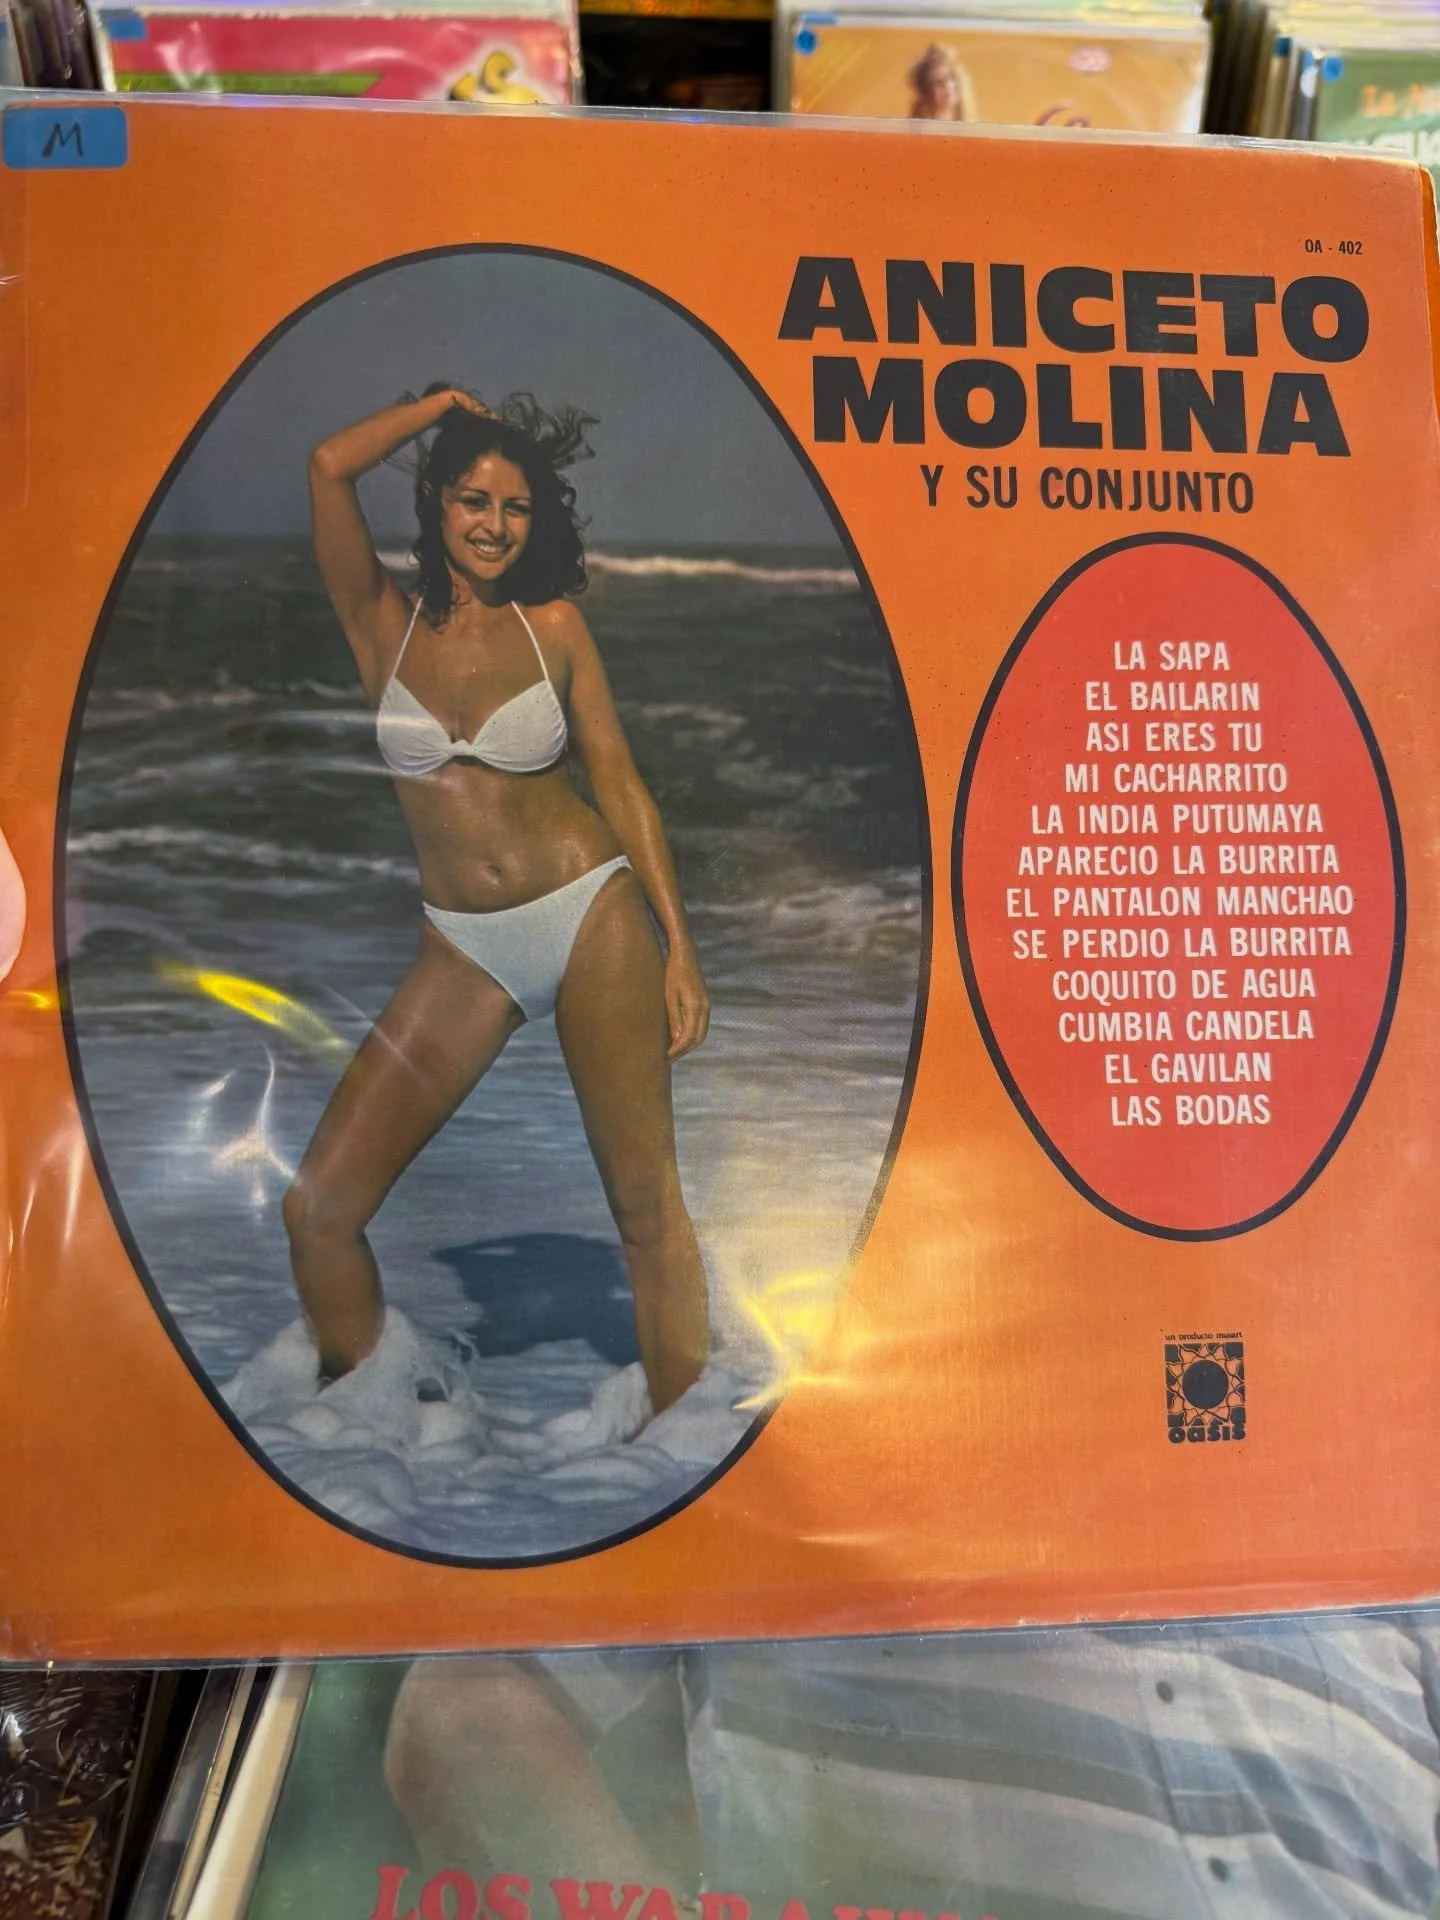 M
OA - 402
ANICETO
MOLINA
Y SU CONJUNTO
LA SAPA
EL BAILARIN
ASI ERES TU
MI CACHARRITO
LA INDIA PUTUMAYA
APARECIO LA BURRITA
EL PANTALON MANCHAO
SE PERDIO LA BURRITA
COQUITO DE AGUA
CUMBIA CANDELA
EL GAVILAN
LAS BODAS
un producto musart
oasis
LOS